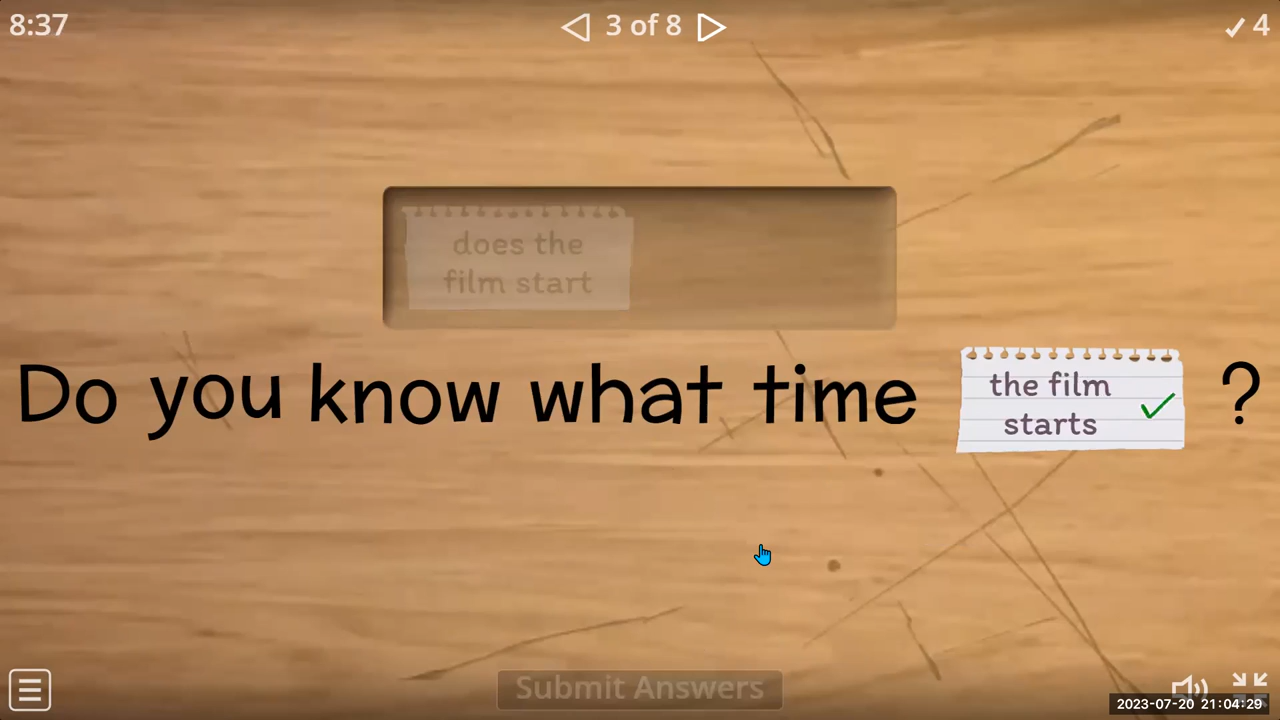 8:37
3 of 8
✓ 4
does the
film start
Do you know what time the film starts ?
Submit Answers
2023-07-20 21:04:29